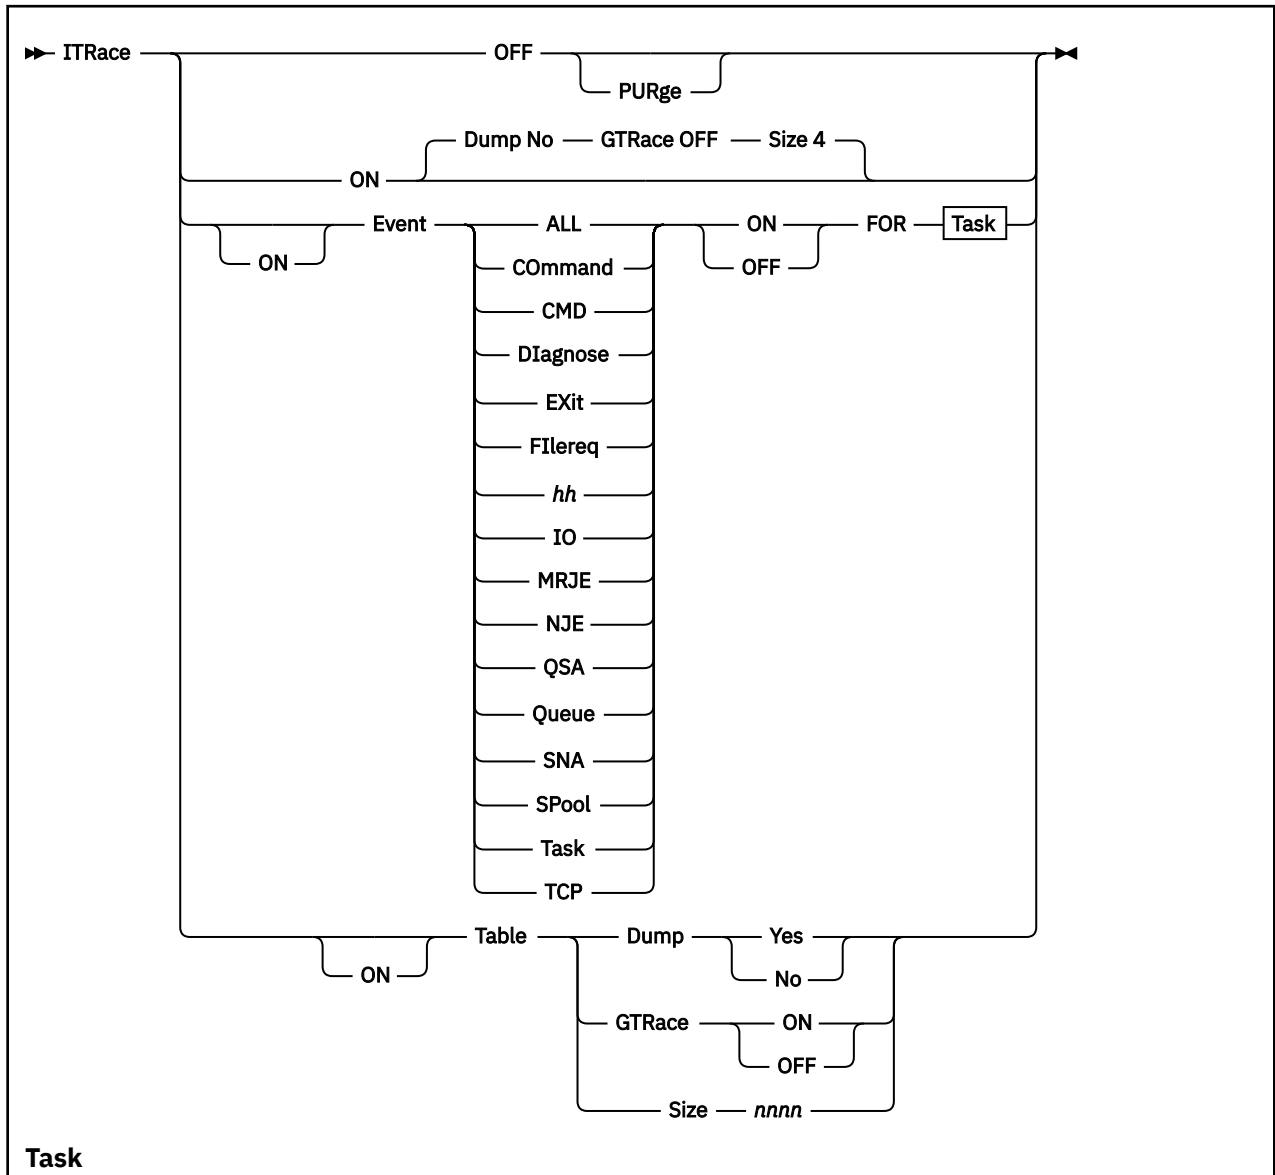 ITRace OFF
PURge
Dump No GTRace OFF Size 4
ON
Event ALL ON FOR Task
ON COmmand OFF
CMD
DIagnose
EXit
FIlereq
hh
IO
MRJE
NJE
QSA
Queue
SNA
SPool
Task
TCP
Table Dump Yes
ON No
GTRace ON
OFF
Size nnnn
Task